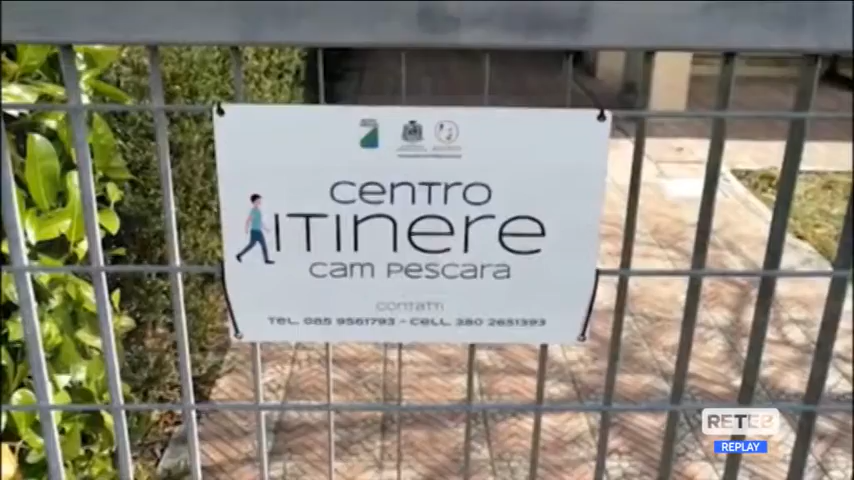 centro
ITINERE
cam pescara
contatti
TEL. 085 9561793 - CELL. 380 2651393
RETE8
REPLAY